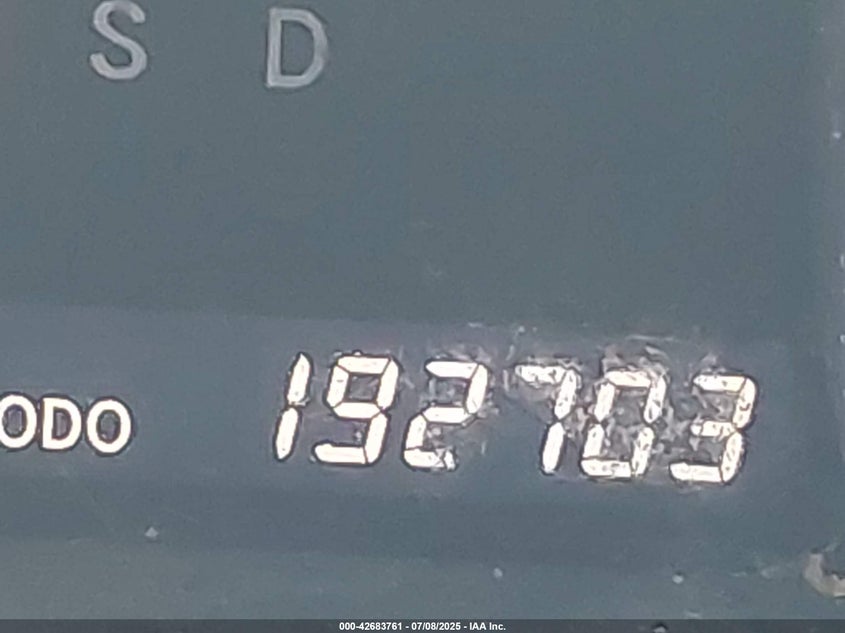 S D
ODO 192703
000-42683761 - 07/08/2025 - IAA Inc.